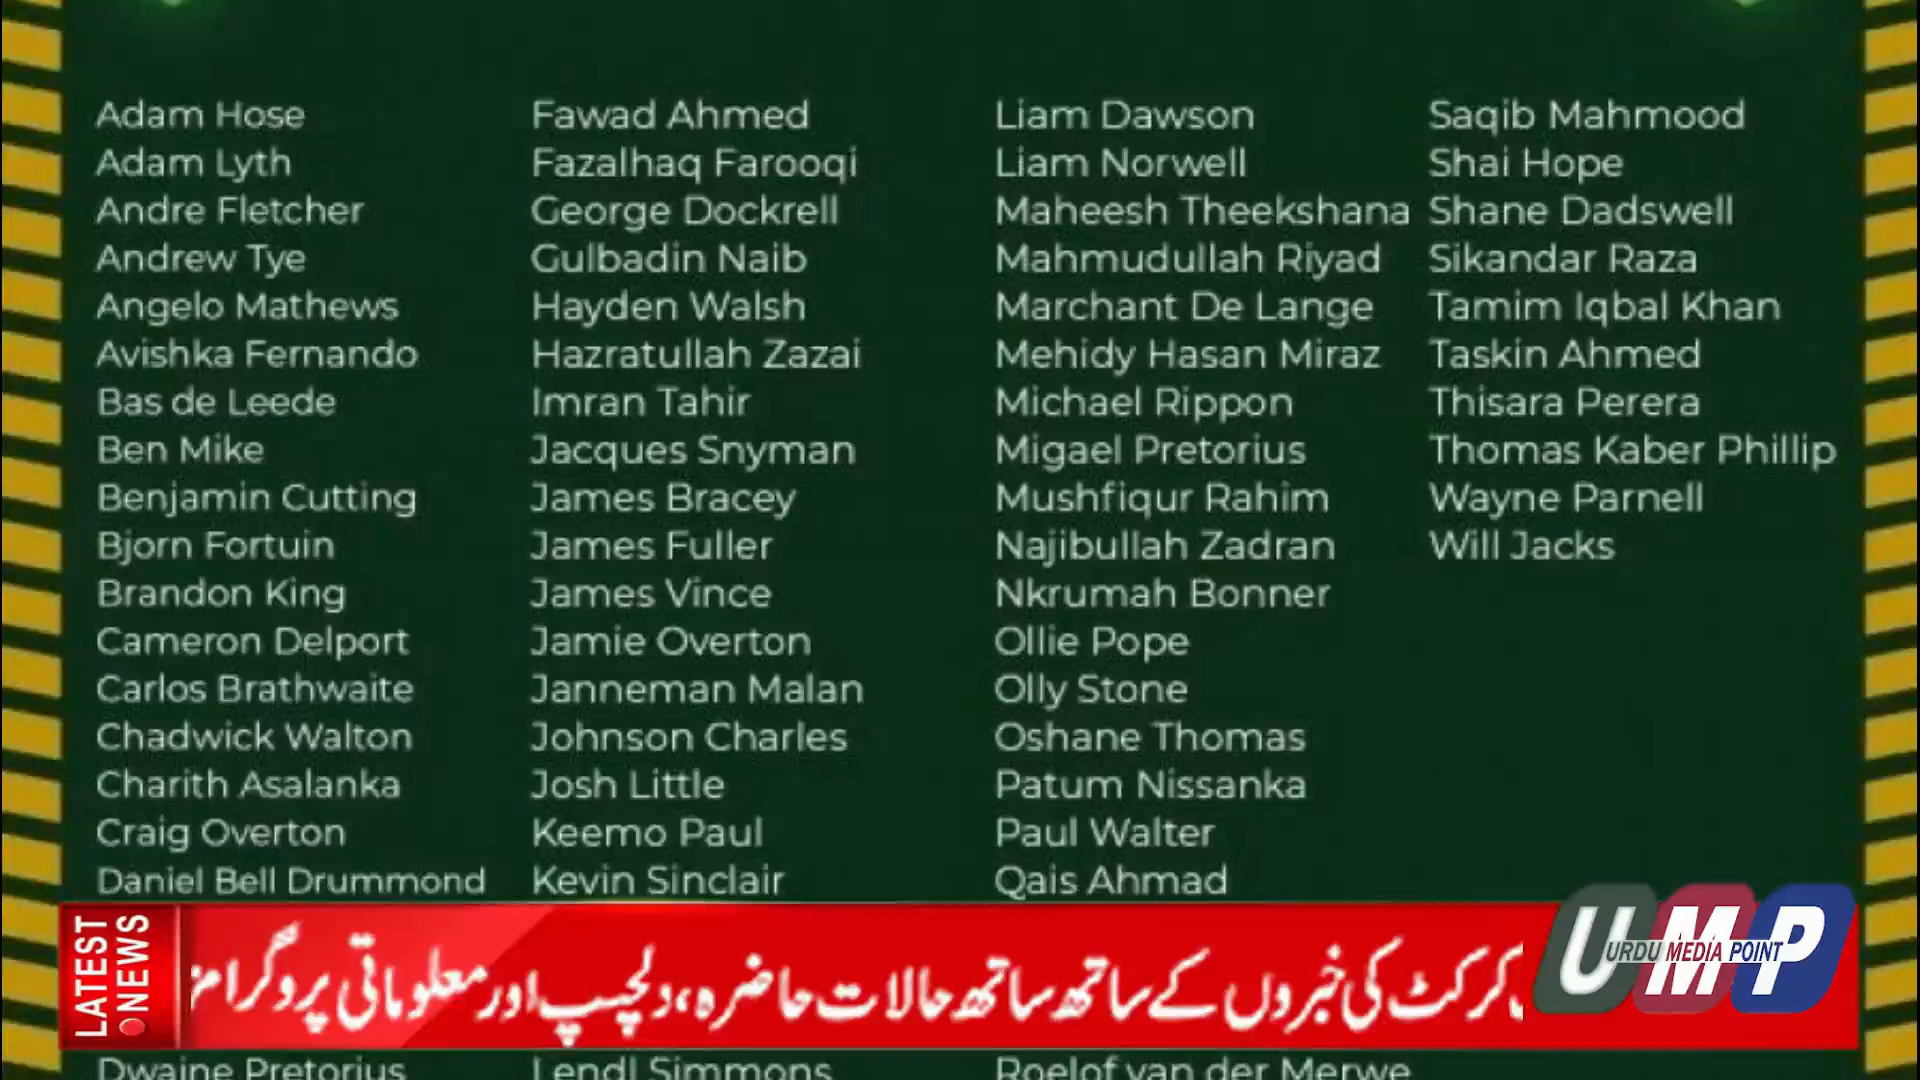 Adam Hose
Adam Lyth
Andre Fletcher
Andrew Tye
Angelo Mathews
Avishka Fernando
Bas de Leede
Ben Mike
Benjamin Cutting
Bjorn Fortuin
Brandon King
Cameron Delport
Carlos Brathwaite
Chadwick Walton
Charith Asalanka
Craig Overton
Daniel Bell Drummond
Dwaine Pretorius
Fawad Ahmed
Fazalhaq Farooqi
George Dockrell
Gulbadin Naib
Hayden Walsh
Hazratullah Zazai
Imran Tahir
Jacques Snyman
James Bracey
James Fuller
James Vince
Jamie Overton
Janneman Malan
Johnson Charles
Josh Little
Keemo Paul
Kevin Sinclair
Lendl Simmons
Liam Dawson
Liam Norwell
Maheesh Theekshana
Mahmudullah Riyad
Marchant De Lange
Mehidy Hasan Miraz
Michael Rippon
Migael Pretorius
Mushfiqur Rahim
Najibullah Zadran
Nkrumah Bonner
Ollie Pope
Olly Stone
Oshane Thomas
Patum Nissanka
Paul Walter
Qais Ahmad
Roelof van der Merwe
Saqib Mahmood
Shai Hope
Shane Dadswell
Sikandar Raza
Tamim Iqbal Khan
Taskin Ahmed
Thisara Perera
Thomas Kaber Phillip
Wayne Parnell
Will Jacks
LATEST
NEWS
کرکٹ کی خبروں کے ساتھ ساتھ حالات حاضرہ، دلچسپ اور معلوماتی پروگرامز
UMP
URDU MEDIA POINT